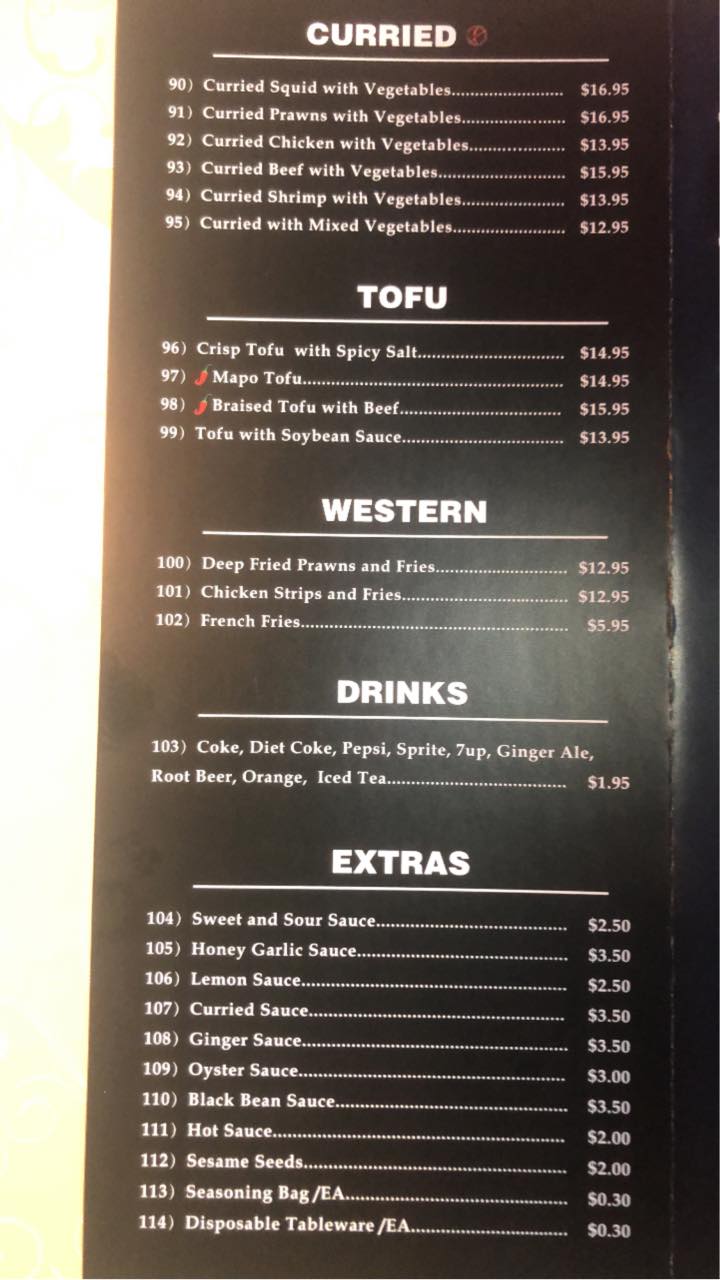 CURRIED
90) Curried Squid with Vegetables........................ $16.95
91) Curried Prawns with Vegetables...................... $16.95
92) Curried Chicken with Vegetables..................... $13.95
93) Curried Beef with Vegetables........................... $15.95
94) Curried Shrimp with Vegetables...................... $13.95
95) Curried with Mixed Vegetables........................ $12.95
TOFU
96) Crisp Tofu with Spicy Salt................................ $14.95
97) Mapo Tofu......................................................... $14.95
98) Braised Tofu with Beef................................... $15.95
99) Tofu with Soybean Sauce................................... $13.95
WESTERN
100) Deep Fried Prawns and Fries............................ $12.95
101) Chicken Strips and Fries................................... $12.95
102) French Fries......................................................... $5.95
DRINKS
103) Coke, Diet Coke, Pepsi, Sprite, 7up, Ginger Ale,
Root Beer, Orange, Iced Tea...................................... $1.95
EXTRAS
104) Sweet and Sour Sauce......................................... $2.50
105) Honey Garlic Sauce............................................ $3.50
106) Lemon Sauce....................................................... $2.50
107) Curried Sauce..................................................... $3.50
108) Ginger Sauce....................................................... $3.50
109) Oyster Sauce....................................................... $3.00
110) Black Bean Sauce................................................ $3.50
111) Hot Sauce............................................................. $2.00
112) Sesame Seeds....................................................... $2.00
113) Seasoning Bag/EA.............................................. $0.30
114) Disposable Tableware/EA................................. $0.30